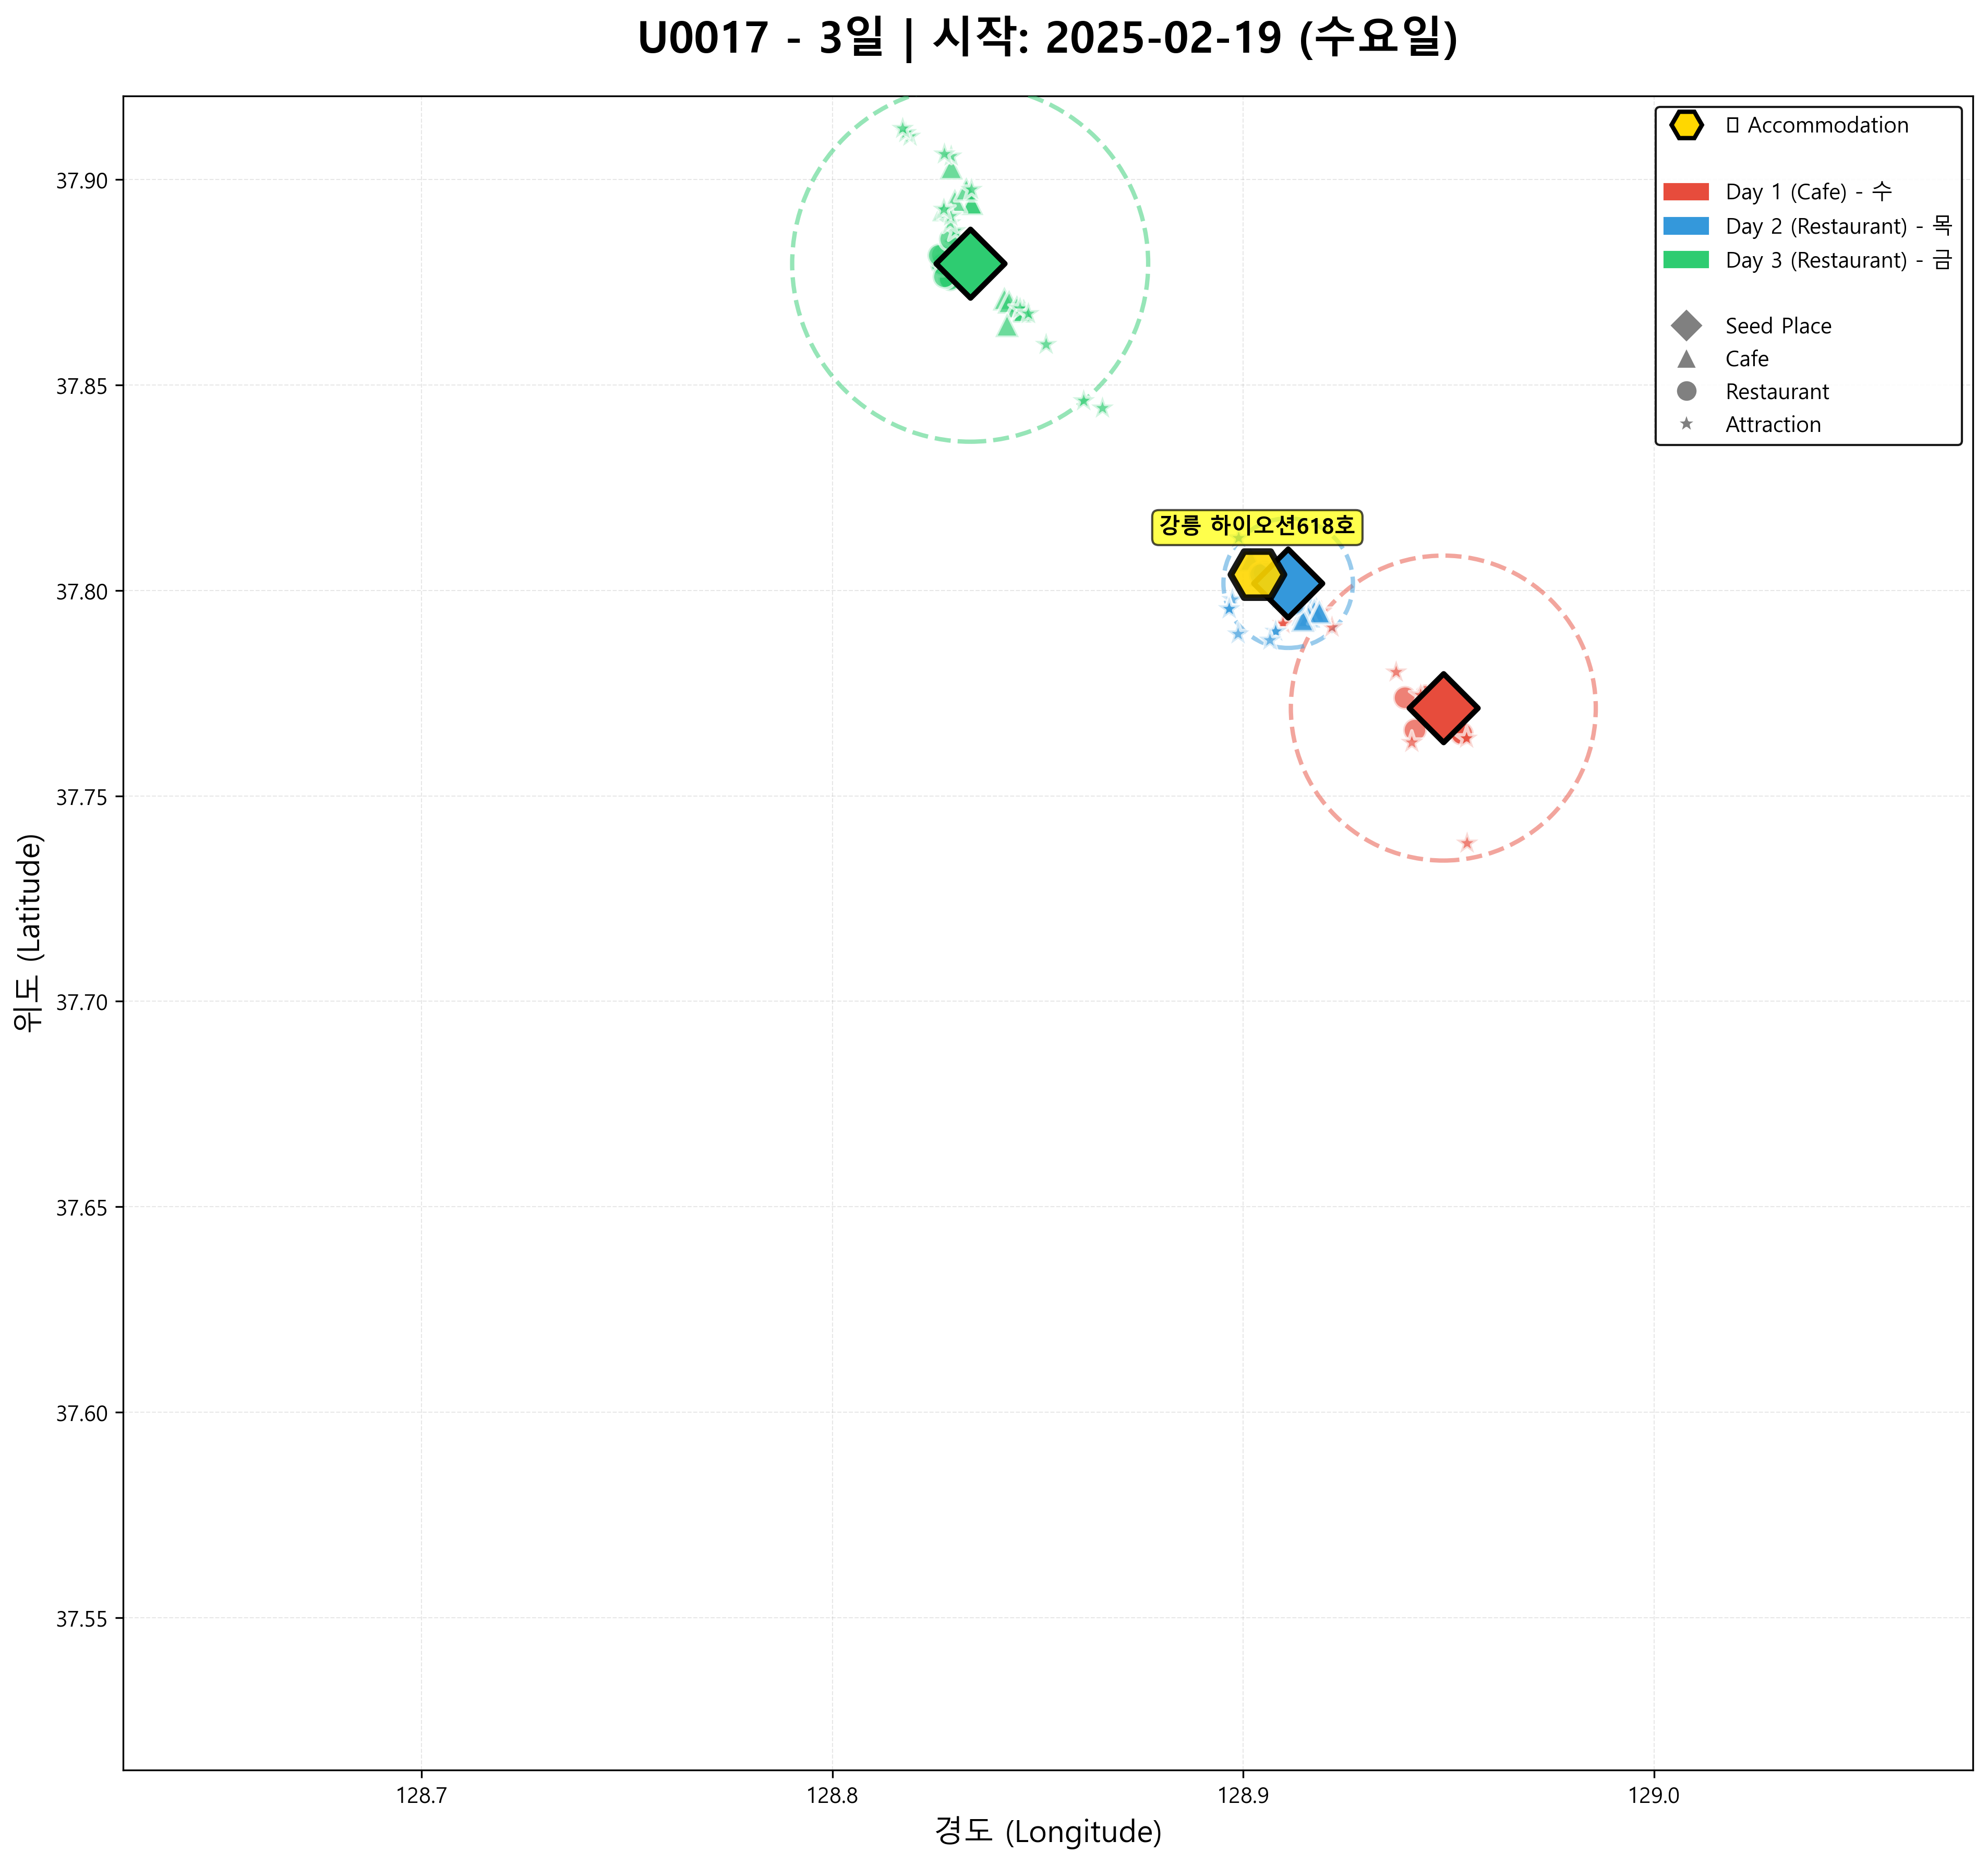 U0017 - 3일 | 시작: 2025-02-19 (수요일)
Accommodation
Day 1 (Cafe) - 수
Day 2 (Restaurant) - 목
Day 3 (Restaurant) - 금
Seed Place
Cafe
Restaurant
Attraction
강릉 하이오션618호
위도 (Latitude)
37.90
37.85
37.80
37.75
37.70
37.65
37.60
37.55
128.7
128.8
128.9
129.0
경도 (Longitude)